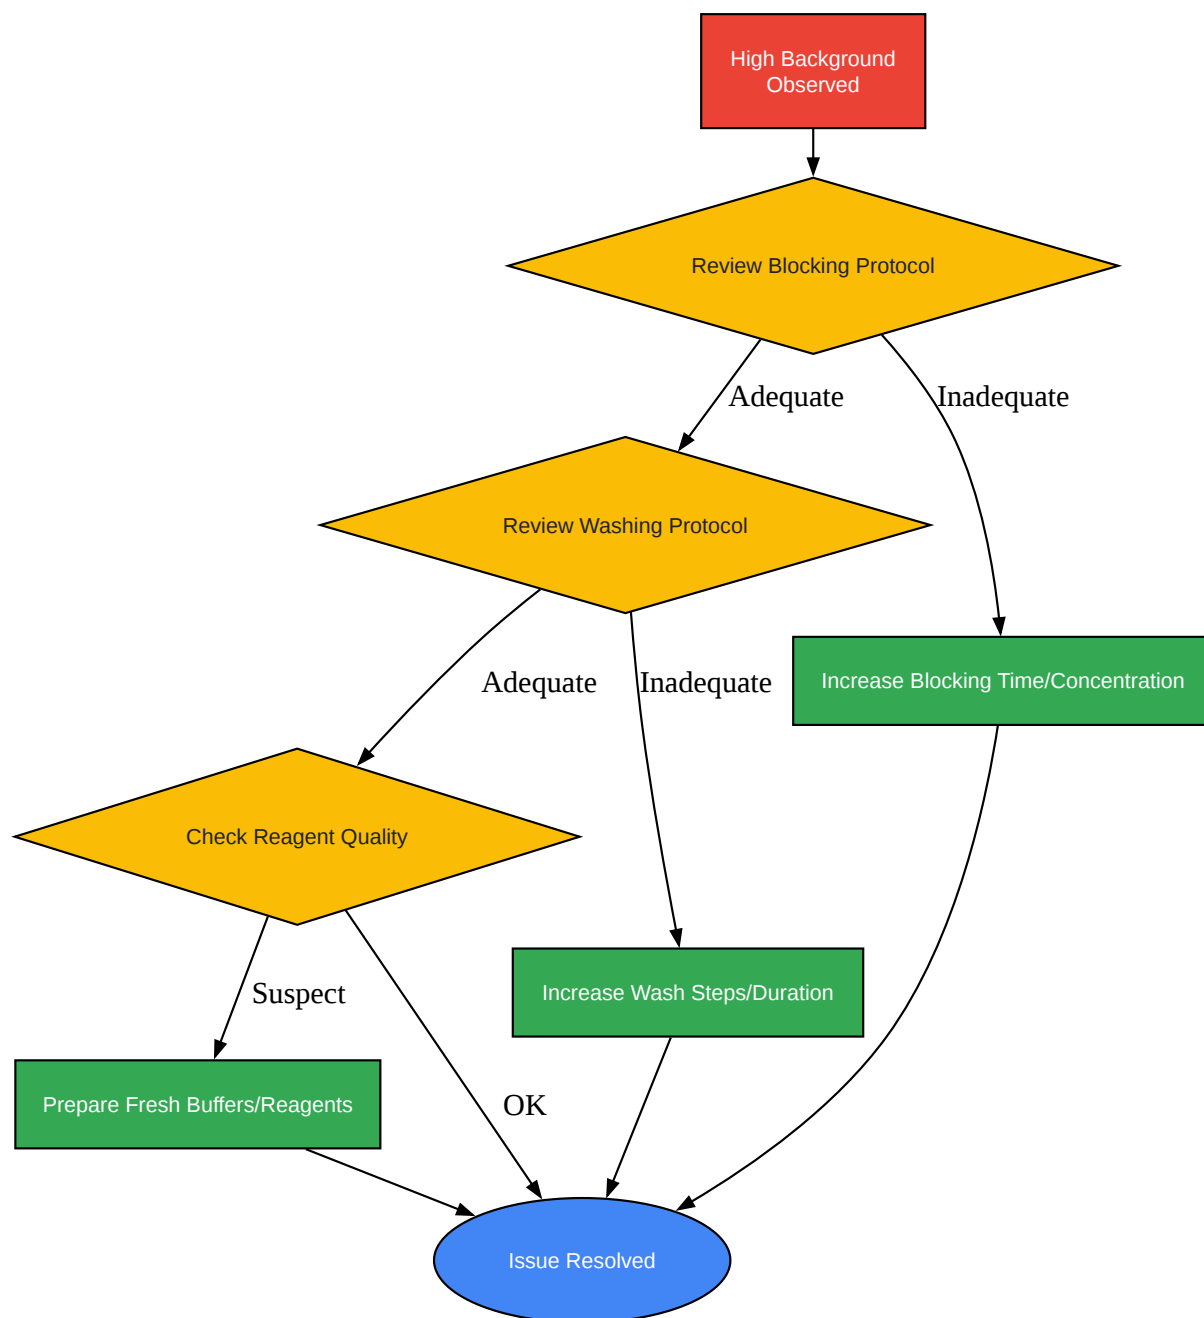 High Background
Observed
Review Blocking Protocol
Adequate
Inadequate
Review Washing Protocol
Adequate
Inadequate
Increase Blocking Time/Concentration
Check Reagent Quality
Suspect
Increase Wash Steps/Duration
Prepare Fresh Buffers/Reagents
OK
Issue Resolved